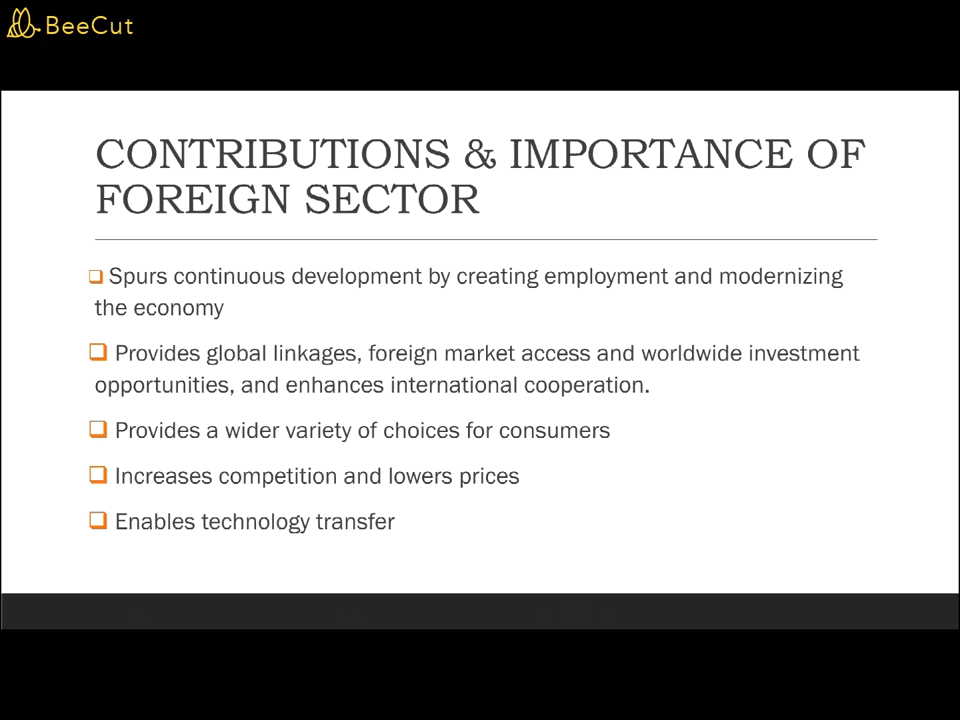 BeeCut
CONTRIBUTIONS & IMPORTANCE OF
FOREIGN SECTOR
Spurs continuous development by creating employment and modernizing
the economy
Provides global linkages, foreign market access and worldwide investment
opportunities, and enhances international cooperation.
Provides a wider variety of choices for consumers
Increases competition and lowers prices
Enables technology transfer